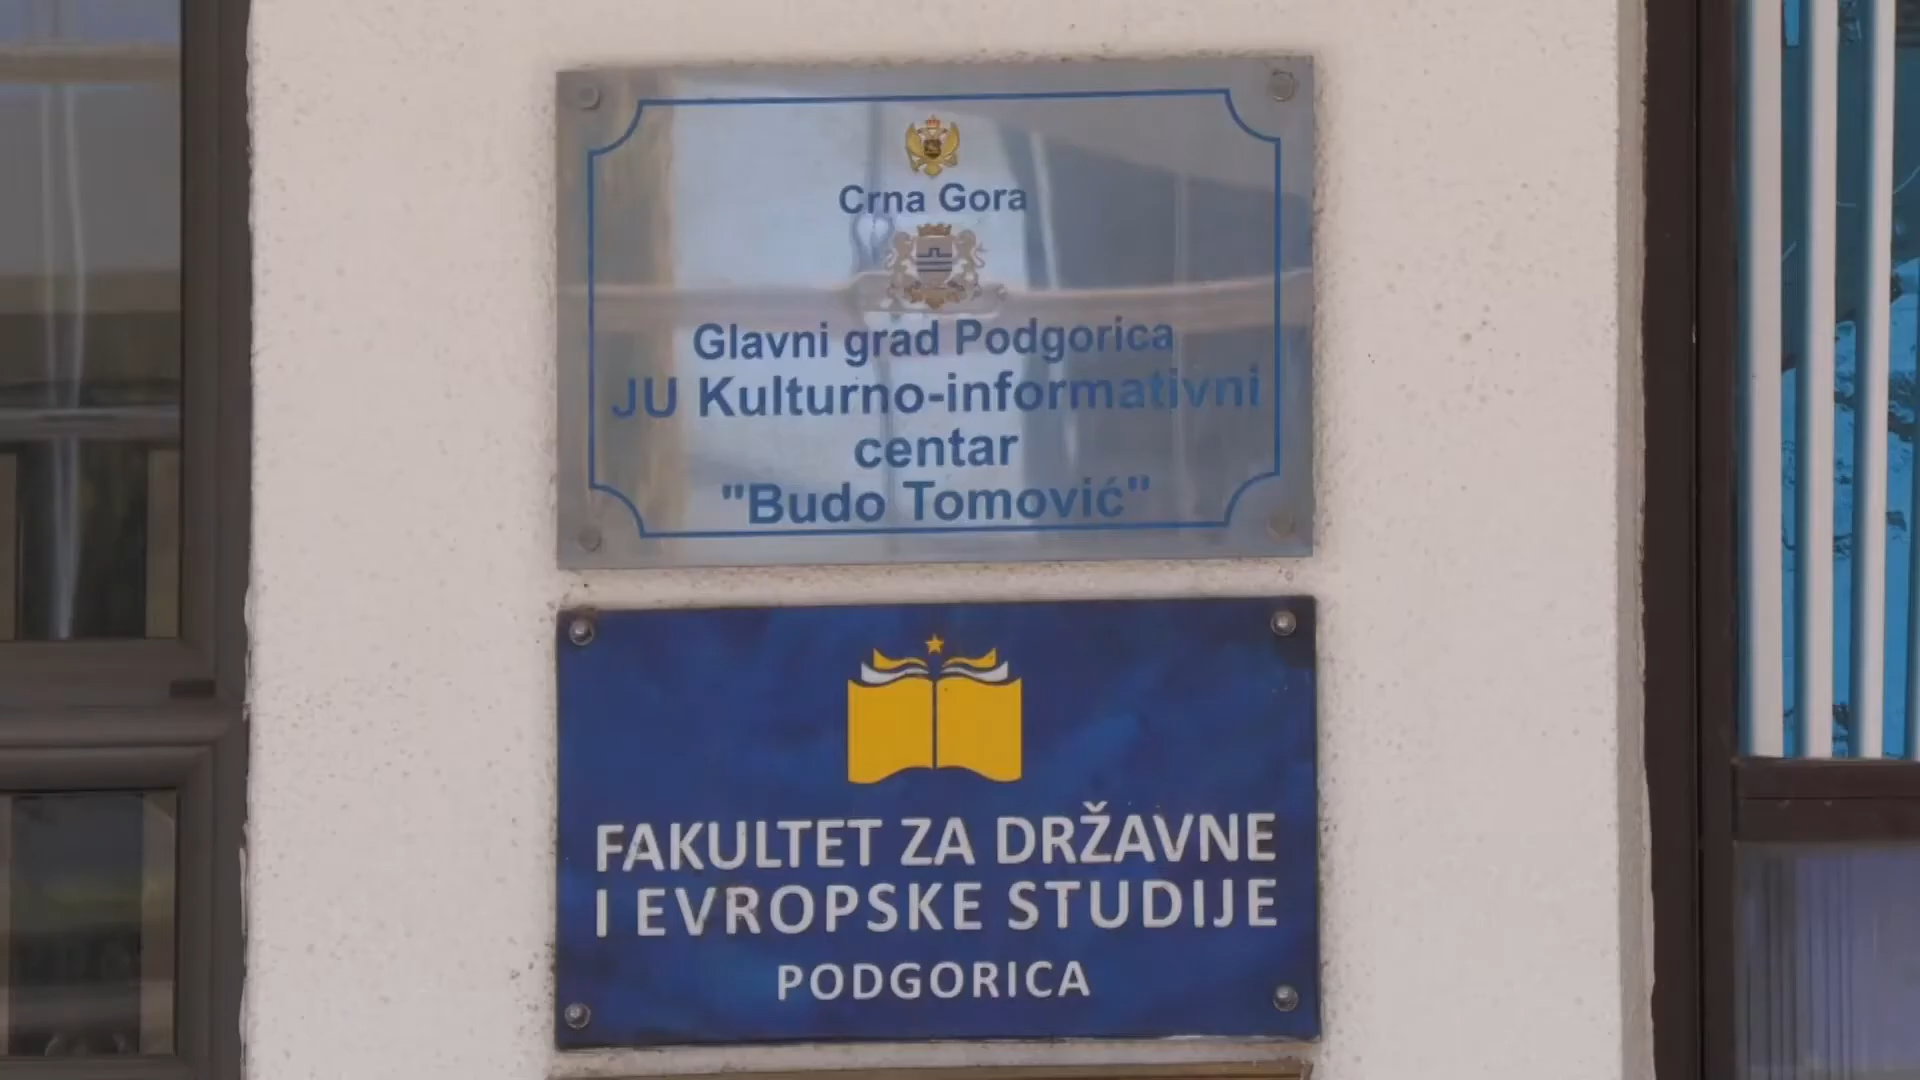 Crna Gora
Glavni grad Podgorica
JU Kulturno-informativni
centar
"Budo Tomović"
FAKULTET ZA DRŽAVNE
I EVROPSKE STUDIJE
PODGORICA